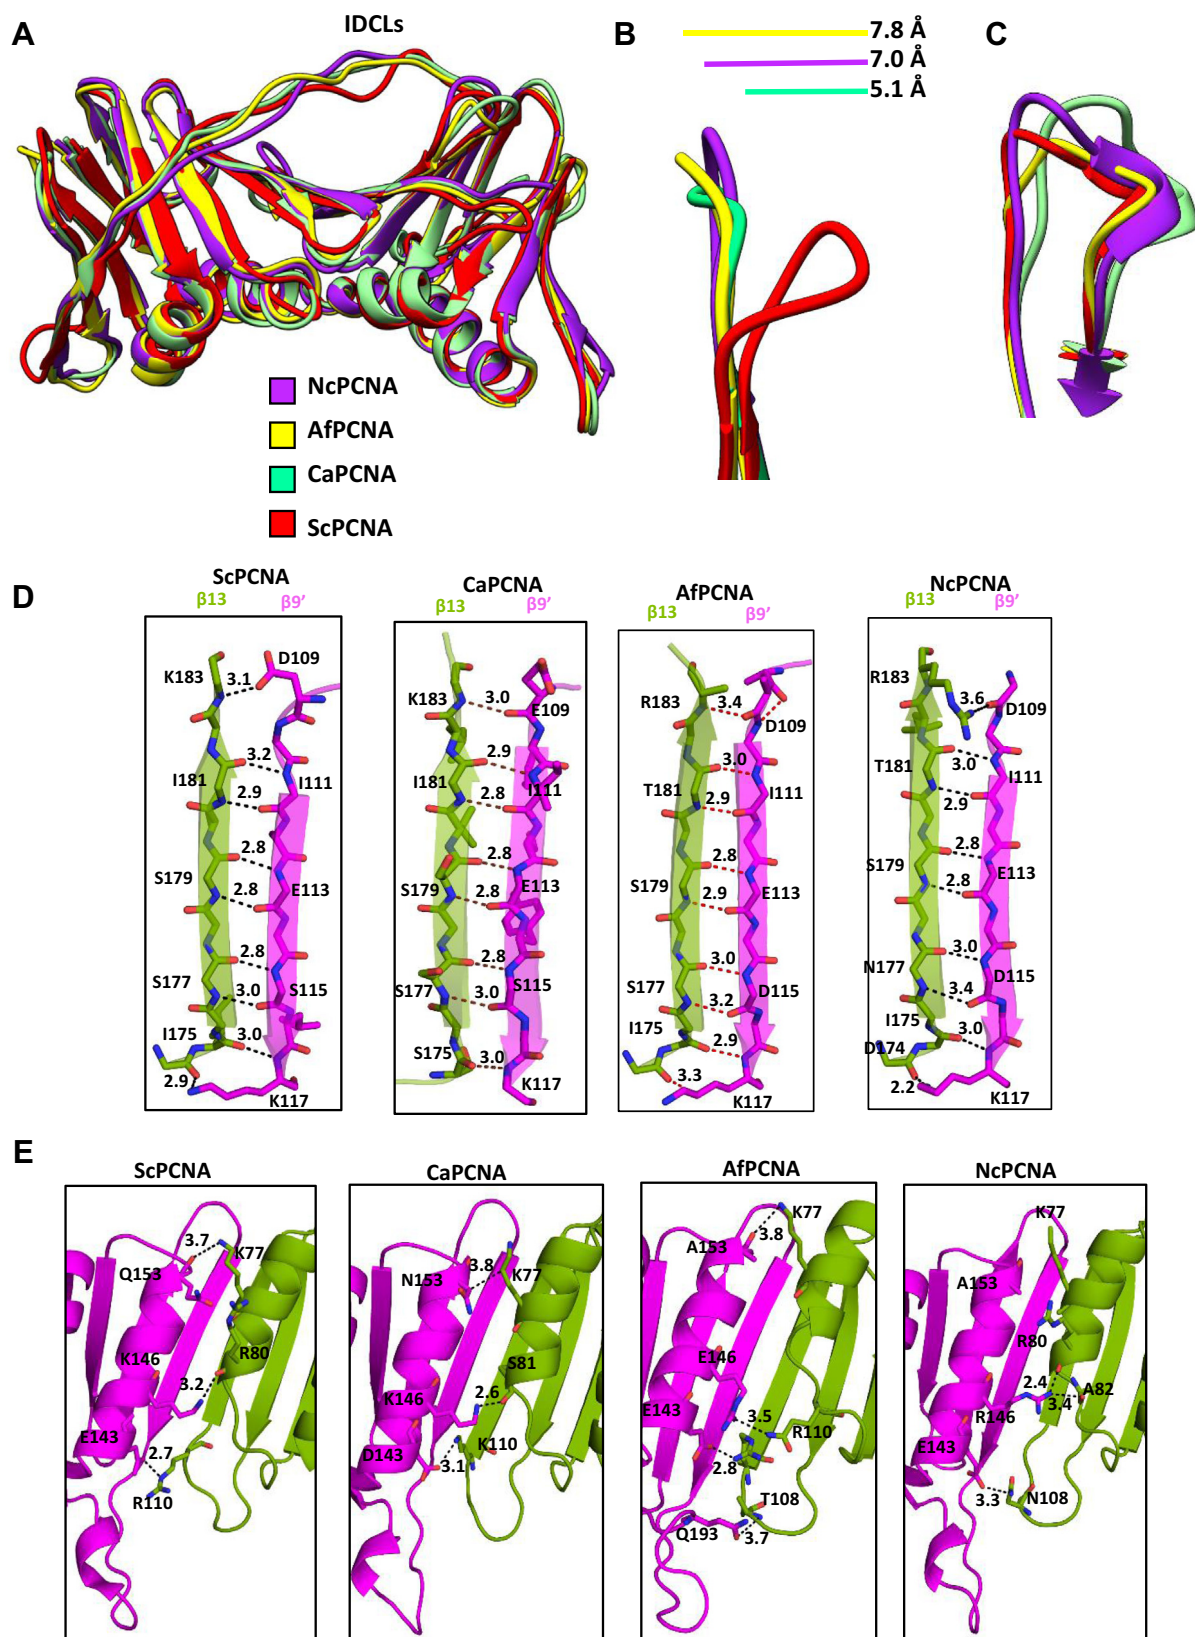 A
IDCLs
B
7.8 Å
7.0 Å
5.1 Å
C
NcPCNA
AfPCNA
CaPCNA
ScPCNA
D
ScPCNA
β13 β9’
K183
D109
3.1
3.2
I181
I111
2.9
2.8
S179
E113
2.8
2.8
S177
S115
3.0
I175
3.0
2.9
K117
CaPCNA
β13 β9’
K183
3.0
E109
2.9
I181
I111
2.8
2.8
S179
E113
2.8
2.8
S177
S115
3.0
S175
3.0
K117
AfPCNA
β13 β9’
R183
3.4
D109
3.0
T181
I111
2.9
2.8
S179
E113
2.9
3.0
S177
D115
3.2
I175
2.9
3.3
K117
NcPCNA
β13 β9’
R183
3.6
D109
T181
3.0
I111
2.9
2.8
S179
E113
2.8
3.0
N177
D115
3.4
I175
3.0
D174
2.2
K117
E
ScPCNA
3.7
K77
Q153
K146
R80
3.2
E143
2.7
R110
CaPCNA
3.8
K77
N153
S81
K146
2.6
D143
K110
3.1
AfPCNA
K77
A153
3.8
E146
E143
3.5
R110
2.8
T108
Q193
3.7
NcPCNA
K77
A153
R80
2.4
A82
R146
3.4
E143
3.3
N108